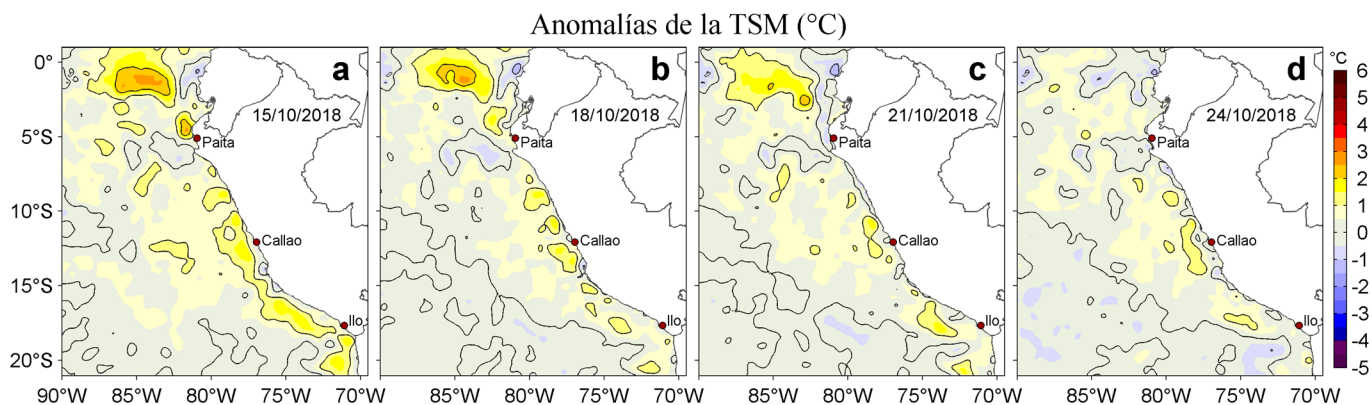 Anomalías de la TSM (°C)
0°
5°S
10°S
15°S
20°S
a
15/10/2018
Paita
Callao
Ilo
90°W 85°W 80°W 75°W 70°W
b
18/10/2018
Paita
Callao
Ilo
85°W 80°W 75°W 70°W
c
21/10/2018
Paita
Callao
Ilo
85°W 80°W 75°W 70°W
d
24/10/2018
Paita
Callao
Ilo
85°W 80°W 75°W 70°W
°C
6
5
4
3
2
1
0
-1
-2
-3
-4
-5